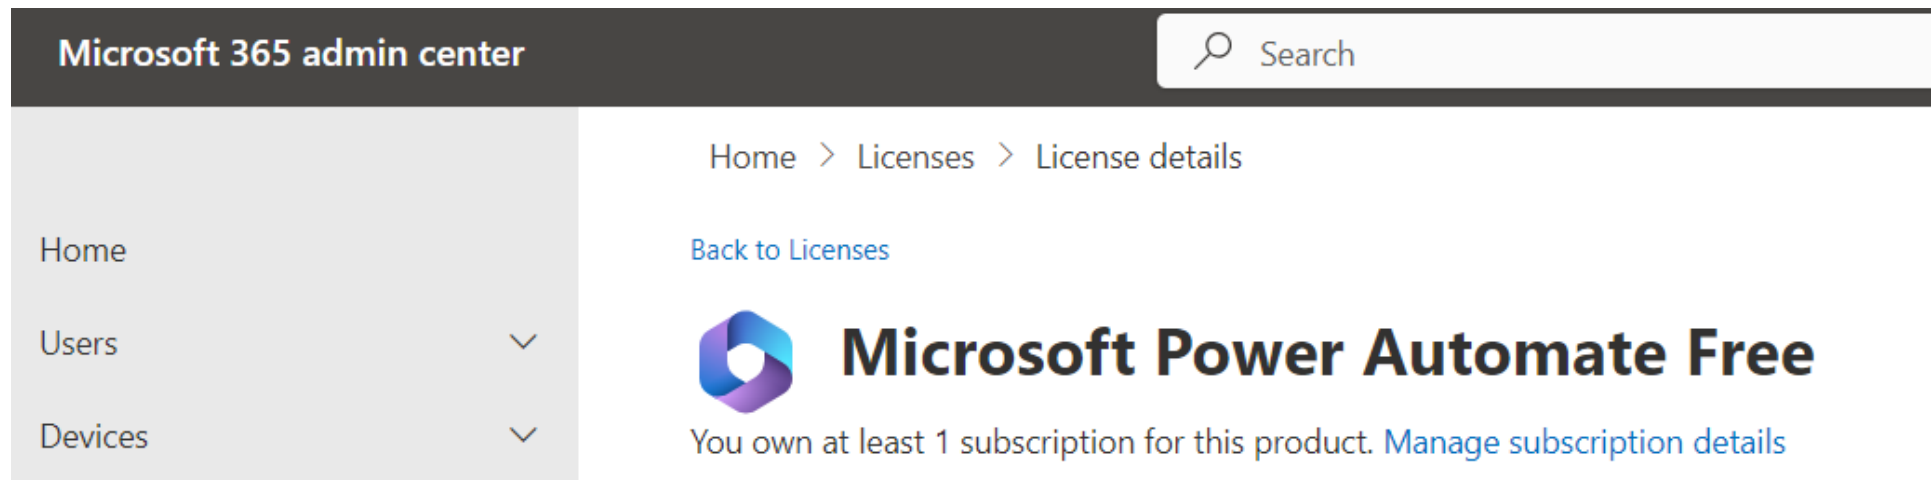 Microsoft 365 admin center
Search
Home > Licenses > License details
Home
Users
Devices
Back to Licenses
Microsoft Power Automate Free
You own at least 1 subscription for this product. Manage subscription details